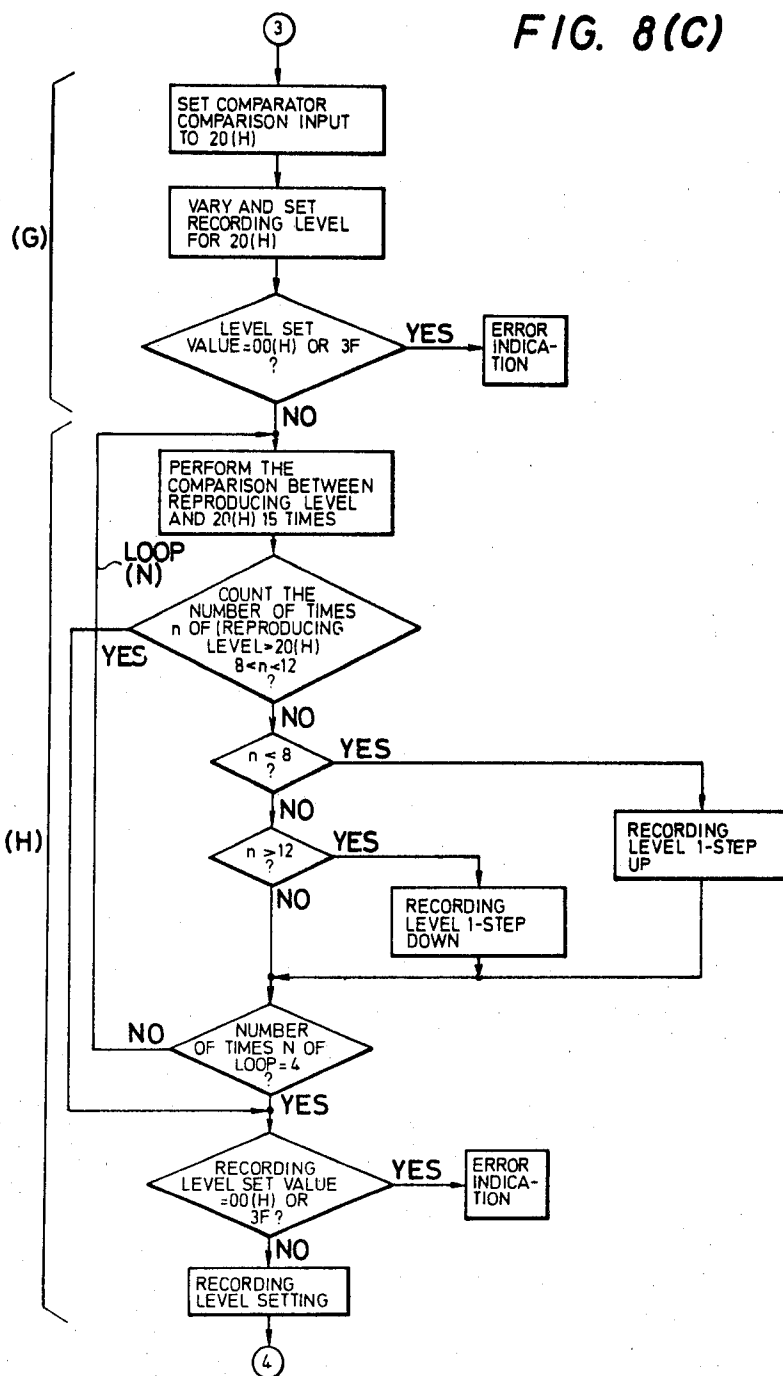 FIG. 8(C)
3
SET COMPARATOR
COMPARISON INPUT
TO 20(H)
VARY AND SET
RECORDING LEVEL
FOR 20(H)
(G)
LEVEL SET
VALUE=00(H) OR 3F
?
YES
ERROR
INDICA-
TION
NO
PERFORM THE
COMPARISON BETWEEN
REPRODUCING LEVEL
AND 20(H) 15 TIMES
LOOP
(N)
COUNT THE
NUMBER OF TIMES
n OF (REPRODUCING
LEVEL>20(H)
8<n<12
?
YES
NO
n < 8
?
YES
NO
RECORDING
LEVEL 1-STEP
UP
(H)
n > 12
?
YES
NO
RECORDING
LEVEL 1-STEP
DOWN
NUMBER
OF TIMES N OF
LOOP=4
?
NO
YES
RECORDING
LEVEL SET VALUE
=00(H) OR
3F?
YES
ERROR
INDICA-
TION
NO
RECORDING
LEVEL SETTING
4